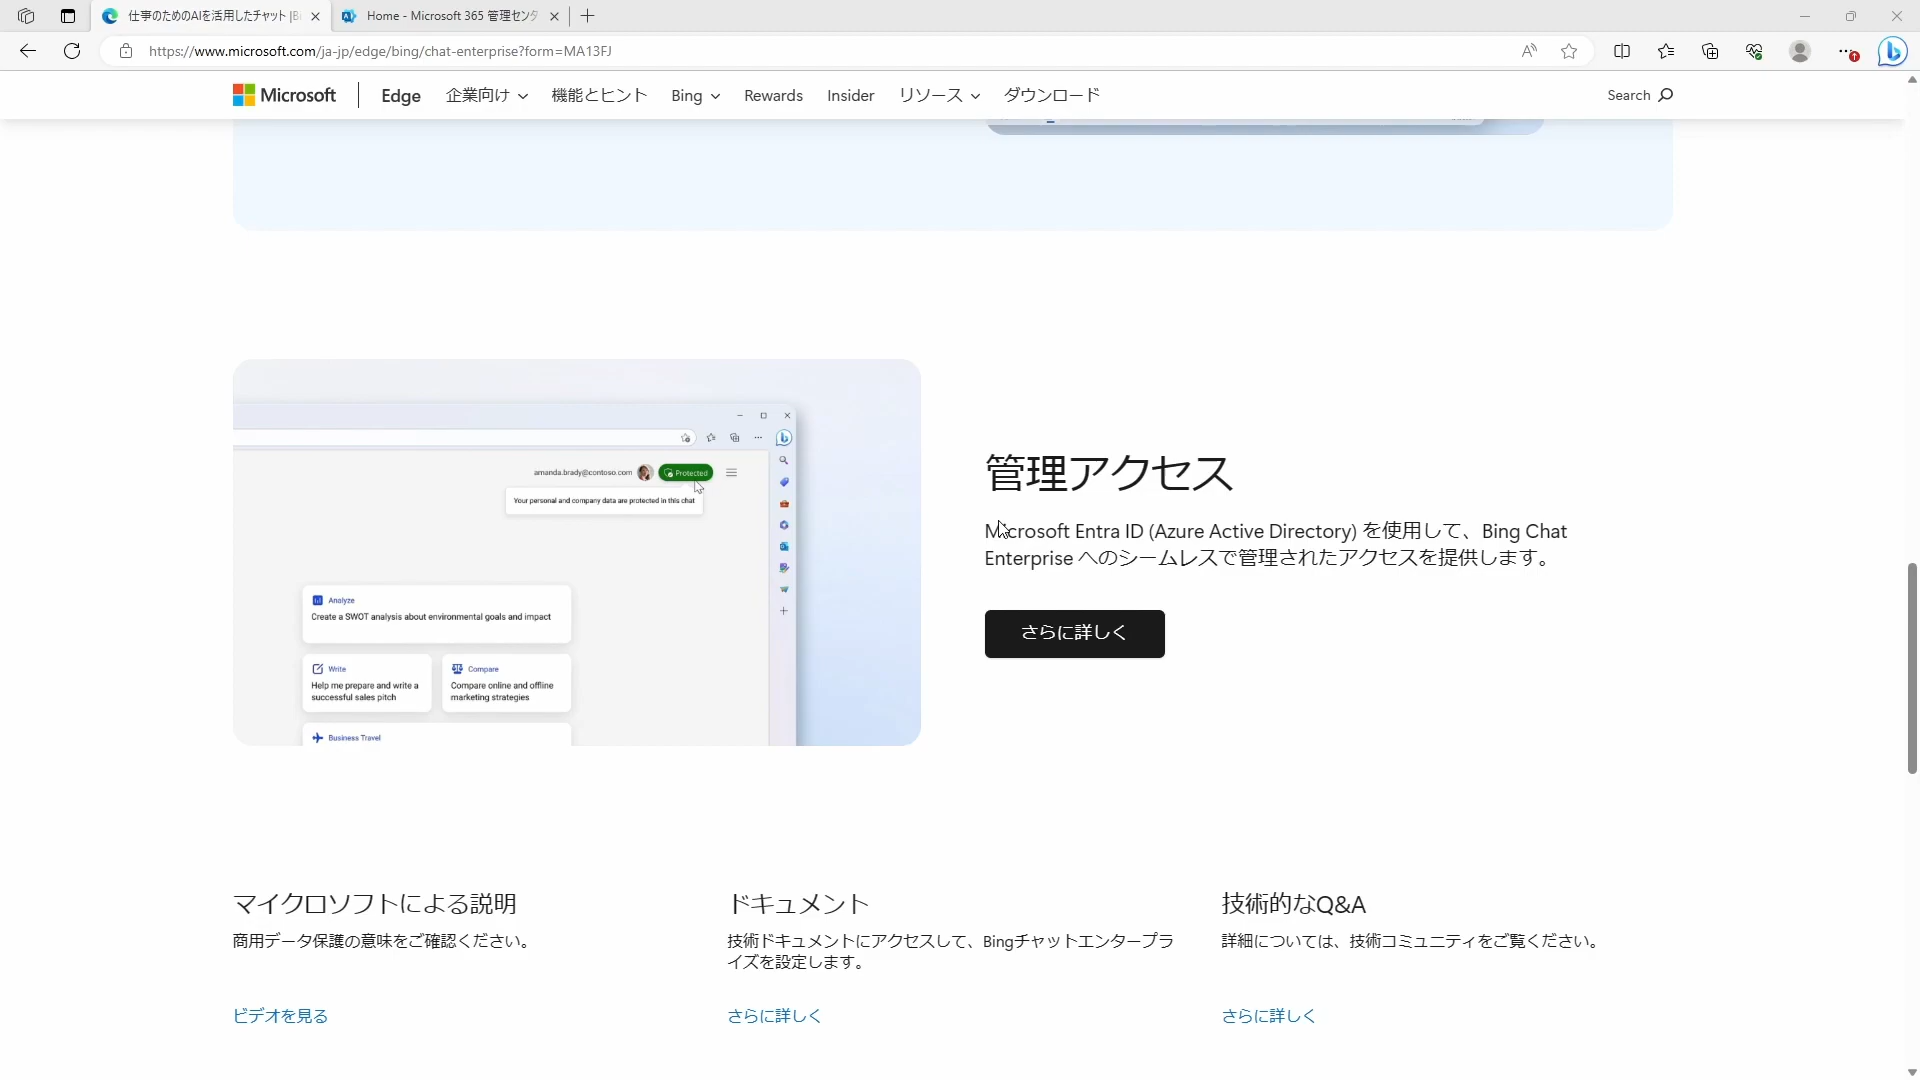 仕事のためのAIを活用したチャット |B
Home - Microsoft 365 管理センタ
https://www.microsoft.com/ja-jp/edge/bing/chat-enterprise?form=MA13FJ
Microsoft
Edge
企業向け
機能とヒント
Bing
Rewards
Insider
リソース
ダウンロード
Search
amanda.brady@contoso.com
Protected
Your personal and company data are protected in this chat
Analyze
Create a SWOT analysis about environmental goals and impact
Write
Help me prepare and write a
successful sales pitch
Compare
Compare online and offline
marketing strategies
Business Travel
管理アクセス
Microsoft Entra ID (Azure Active Directory) を使用して、Bing Chat
Enterprise へのシームレスで管理されたアクセスを提供します。
さらに詳しく
マイクロソフトによる説明
商用データ保護の意味をご確認ください。
ビデオを見る
ドキュメント
技術ドキュメントにアクセスして、Bingチャットエンタープラ
イズを設定します。
さらに詳しく
技術的なQ&A
詳細については、技術コミュニティをご覧ください。
さらに詳しく